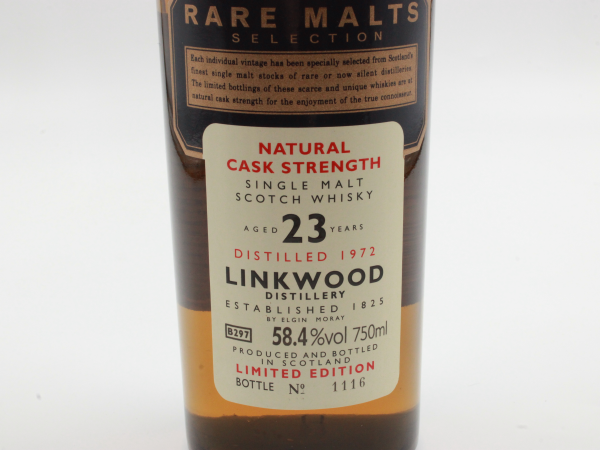 RARE MALTS
SELECTION
Each individual vintage has been specially selected from Scotland's
finest single malt stocks of rare or now silent distilleries.
The limited bottlings of these scarce and unique whiskies are at
natural cask strength for the enjoyment of the true connoisseur.
NATURAL
CASK STRENGTH
SINGLE MALT
SCOTCH WHISKY
AGED 23 YEARS
DISTILLED 1972
LINKWOOD
DISTILLERY
ESTABLISHED 1825
BY ELGIN MORAY
B297 58.4%vol 750ml
PRODUCED AND BOTTLED
IN SCOTLAND
LIMITED EDITION
BOTTLE Nº 1116